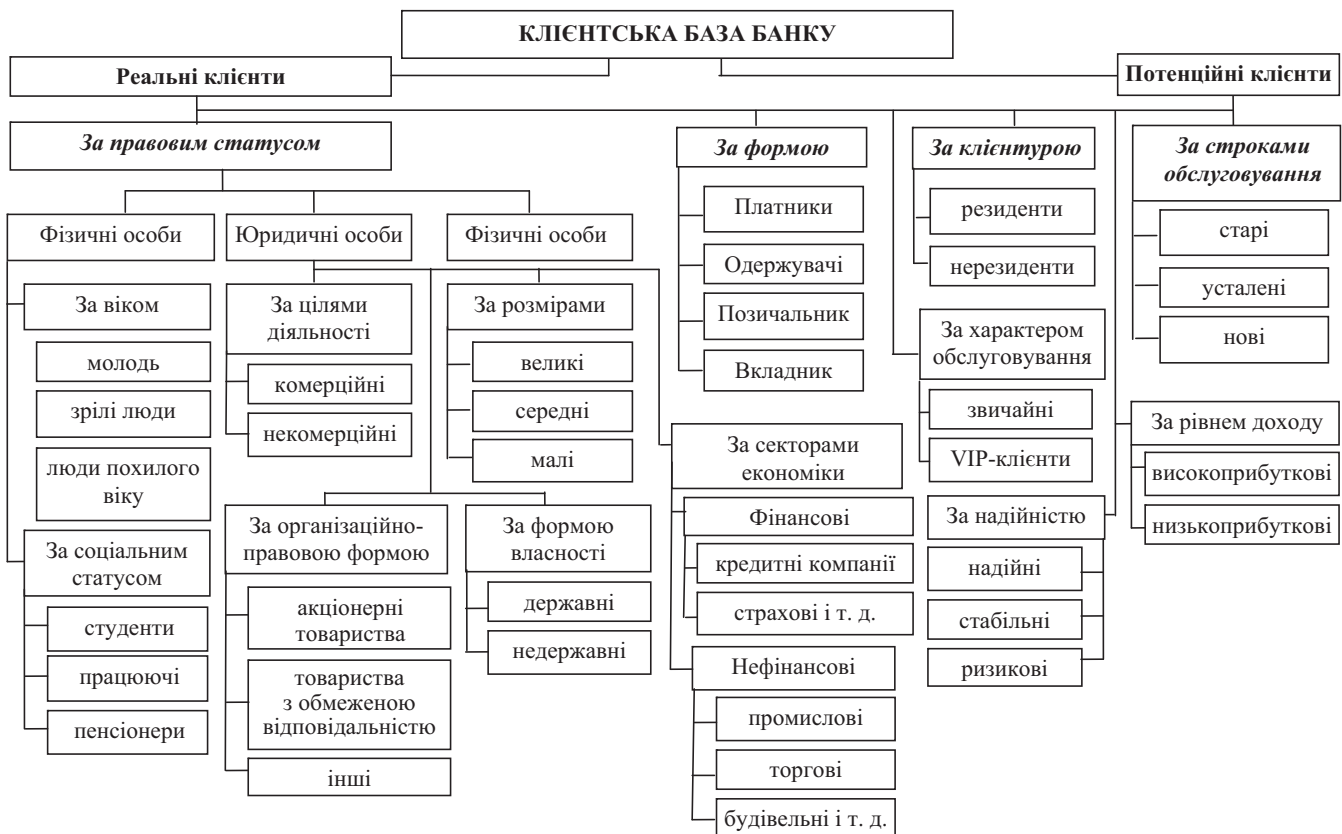 КЛІЄНТСЬКА БАЗА БАНКУ
Реальні клієнти
Потенційні клієнти
За правовим статусом
Фізичні особи
За віком
молодь
зрілі люди
люди похилого
віку
За соціальним
статусом
студенти
працюючі
пенсіонери
Юридичні особи
За цілями
діяльності
комерційні
некомерційні
За організаційно-
правовою формою
акціонерні
товариства
товариства
з обмеженою
відповідальністю
інші
Фізичні особи
За розмірами
великі
середні
малі
За формою
власності
державні
недержавні
За формою
Платники
Одержувачі
Позичальник
Вкладник
За секторами
економіки
Фінансові
кредитні компанії
страхові і т. д.
Нефінансові
промислові
торгові
будівельні і т. д.
За клієнтурою
резиденти
нерезиденти
За характером
обслуговування
звичайні
VIP-клієнти
За надійністю
надійні
стабільні
ризикові
За строками
обслуговування
старі
усталені
нові
За рівнем доходу
високоприбуткові
низькоприбуткові